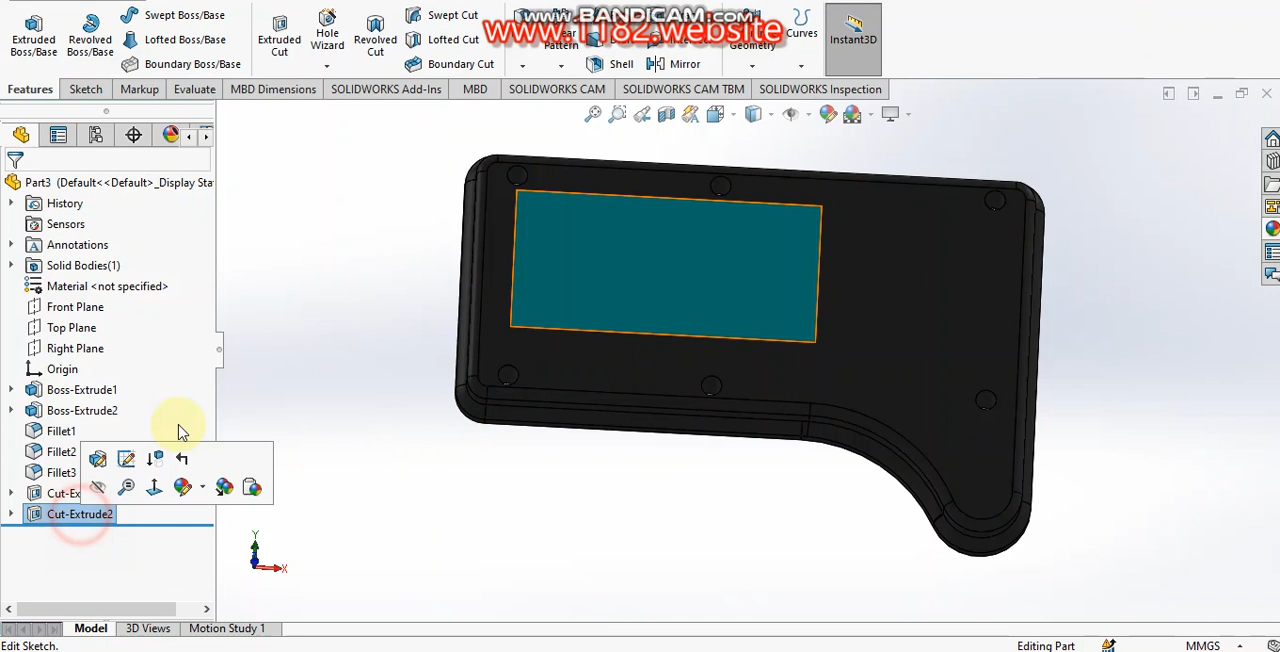 www.BANDICAM.com
www.1182.website
Extruded Boss/Base
Revolved Boss/Base
Swept Boss/Base
Lofted Boss/Base
Boundary Boss/Base
Extruded Cut
Hole Wizard
Revolved Cut
Swept Cut
Lofted Cut
Boundary Cut
Pattern
Shell
Mirror
Geometry
Curves
Instant3D
Features
Sketch
Markup
Evaluate
MBD Dimensions
SOLIDWORKS Add-Ins
MBD
SOLIDWORKS CAM
SOLIDWORKS CAM TBM
SOLIDWORKS Inspection
Part3 (Default<<Default>_Display Sta
History
Sensors
Annotations
Solid Bodies(1)
Material <not specified>
Front Plane
Top Plane
Right Plane
Origin
Boss-Extrude1
Boss-Extrude2
Fillet1
Fillet2
Fillet3
Cut-Ex
Cut-Extrude2
Y
X
Model
3D Views
Motion Study 1
Edit Sketch.
Editing Part
MMGS